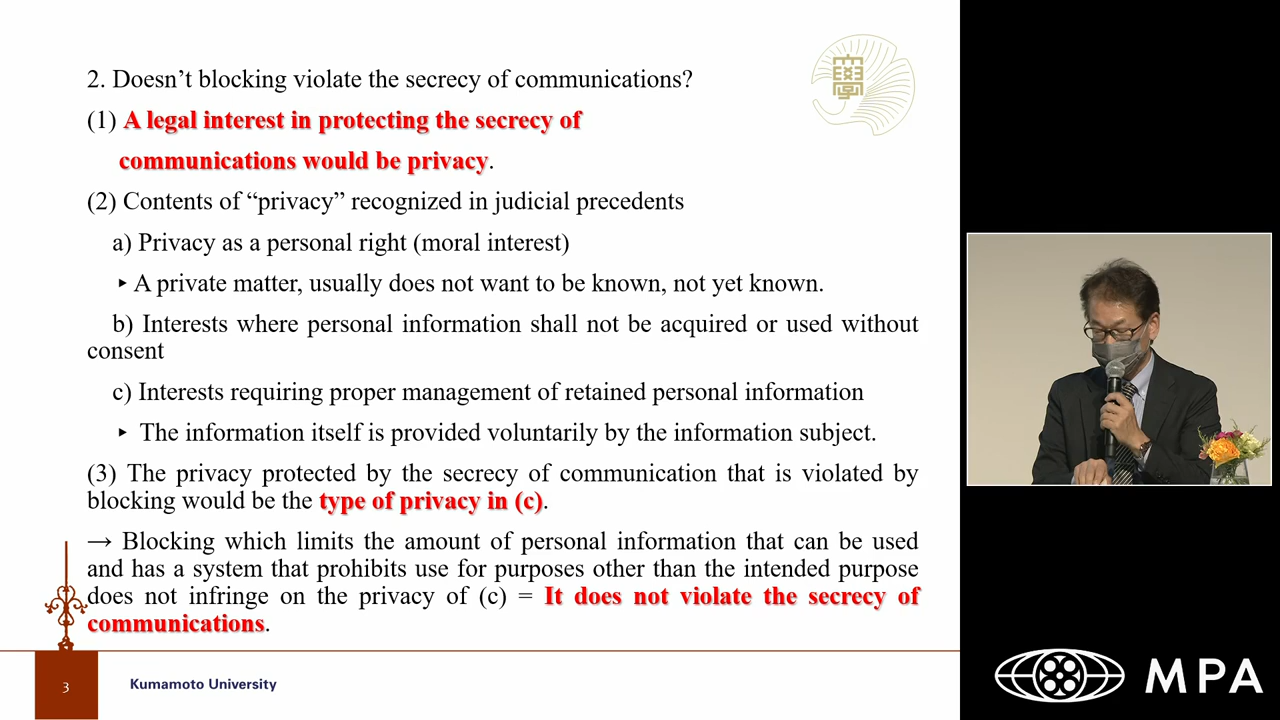 2. Doesn’t blocking violate the secrecy of communications?
(1) A legal interest in protecting the secrecy of
communications would be privacy.
(2) Contents of “privacy” recognized in judicial precedents
a) Privacy as a personal right (moral interest)
‣ A private matter, usually does not want to be known, not yet known.
b) Interests where personal information shall not be acquired or used without
consent
c) Interests requiring proper management of retained personal information
‣ The information itself is provided voluntarily by the information subject.
(3) The privacy protected by the secrecy of communication that is violated by
blocking would be the type of privacy in (c).
→ Blocking which limits the amount of personal information that can be used
and has a system that prohibits use for purposes other than the intended purpose
does not infringe on the privacy of (c) = It does not violate the secrecy of
communications.
3
Kumamoto University
MPA